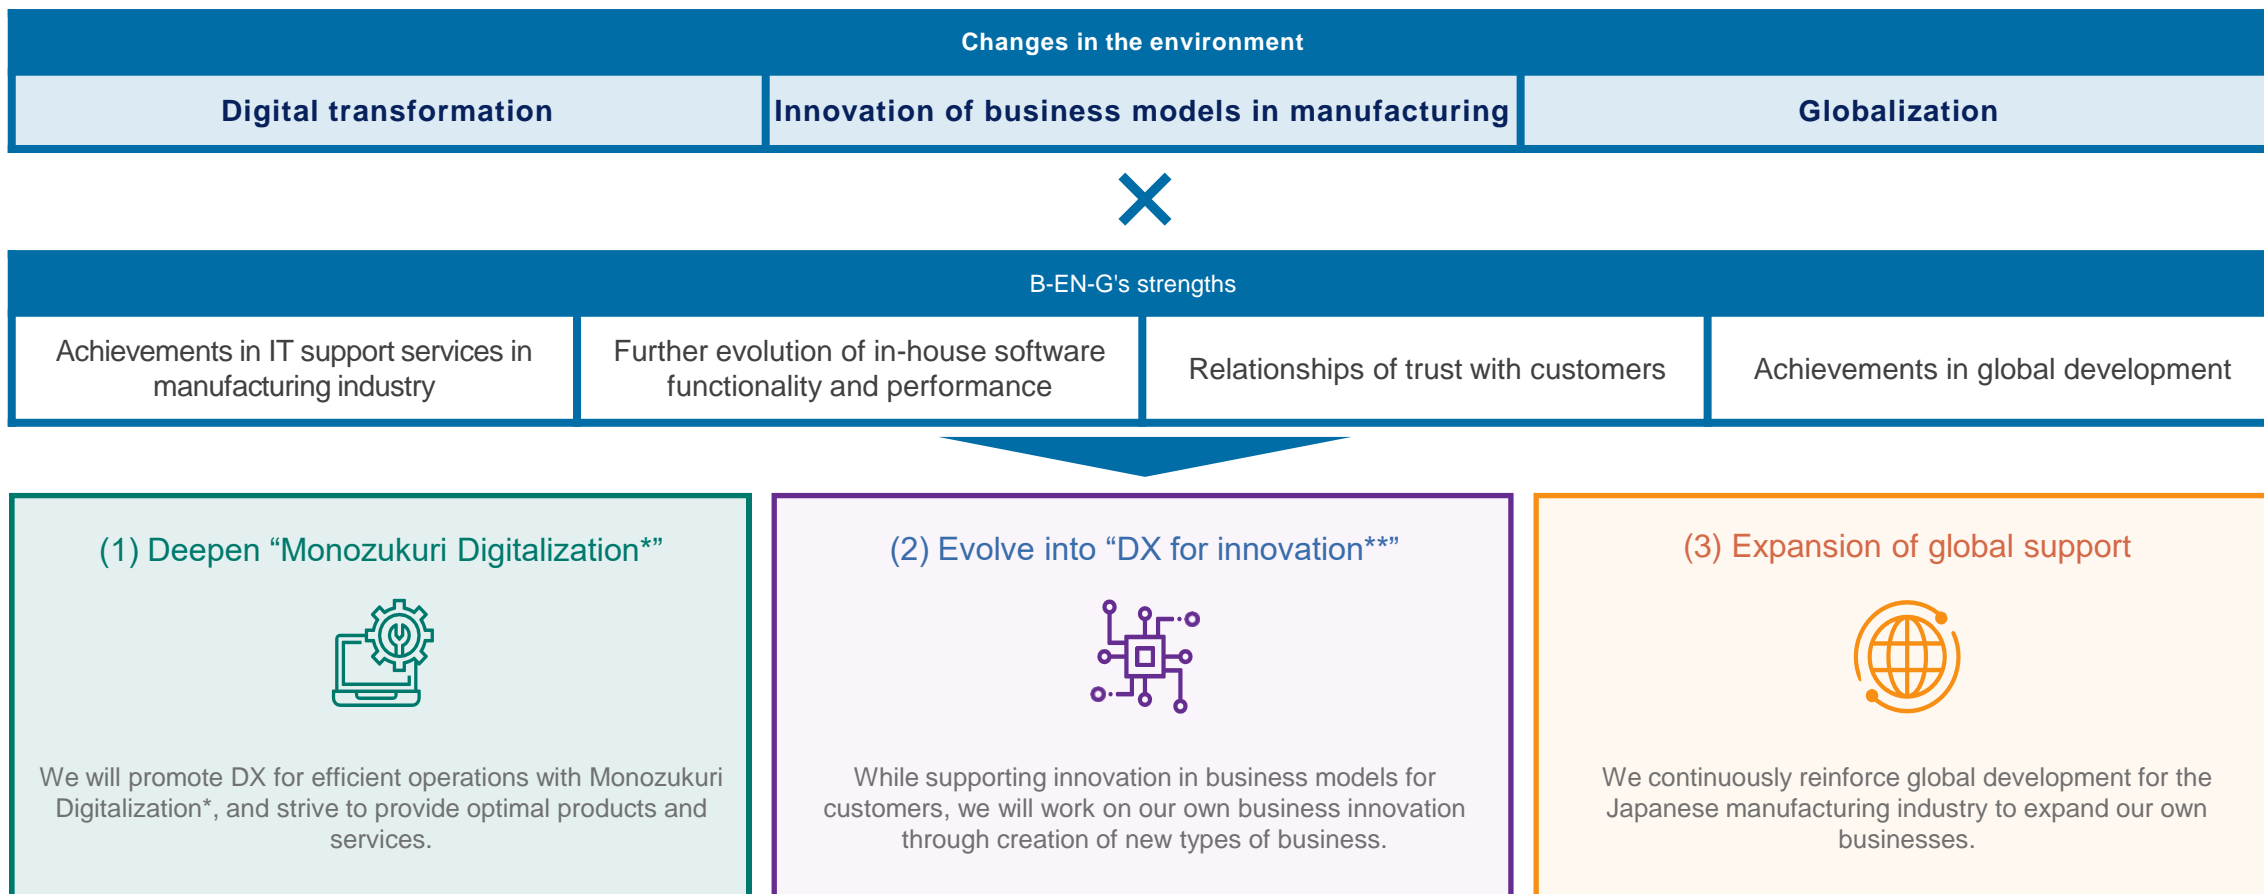 Changes in the environment
Digital transformation
Innovation of business models in manufacturing
Globalization
B-EN-G's strengths
Achievements in IT support services in
manufacturing industry
Further evolution of in-house software
functionality and performance
Relationships of trust with customers
Achievements in global development
(1) Deepen “Monozukuri Digitalization*”
We will promote DX for efficient operations with Monozukuri
Digitalization*, and strive to provide optimal products and
services.
(2) Evolve into “DX for innovation**”
While supporting innovation in business models for
customers, we will work on our own business innovation
through creation of new types of business.
(3) Expansion of global support
We continuously reinforce global development for the
Japanese manufacturing industry to expand our own
businesses.